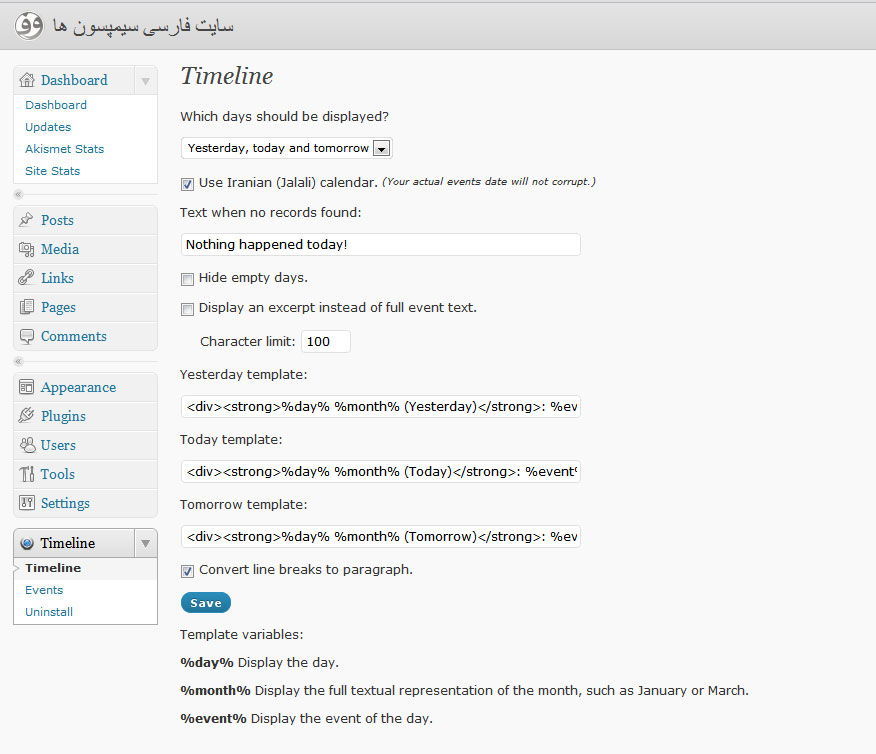 سایت فارسی سیمپسون ها
Dashboard
Dashboard
Updates
Akismet Stats
Site Stats
Posts
Media
Links
Pages
Comments
Appearance
Plugins
Users
Tools
Settings
Timeline
Timeline
Events
Uninstall
Timeline
Which days should be displayed?
Yesterday, today and tomorrow
Use Iranian (Jalali) calendar. (Your actual events date will not corrupt.)
Text when no records found:
Nothing happened today!
Hide empty days.
Display an excerpt instead of full event text.
Character limit: 100
Yesterday template:
<div><strong>%day% %month% (Yesterday)</strong>: %ev
Today template:
<div><strong>%day% %month% (Today)</strong>: %event%
Tomorrow template:
<div><strong>%day% %month% (Tomorrow)</strong>: %ev
Convert line breaks to paragraph.
Save
Template variables:
%day% Display the day.
%month% Display the full textual representation of the month, such as January or March.
%event% Display the event of the day.